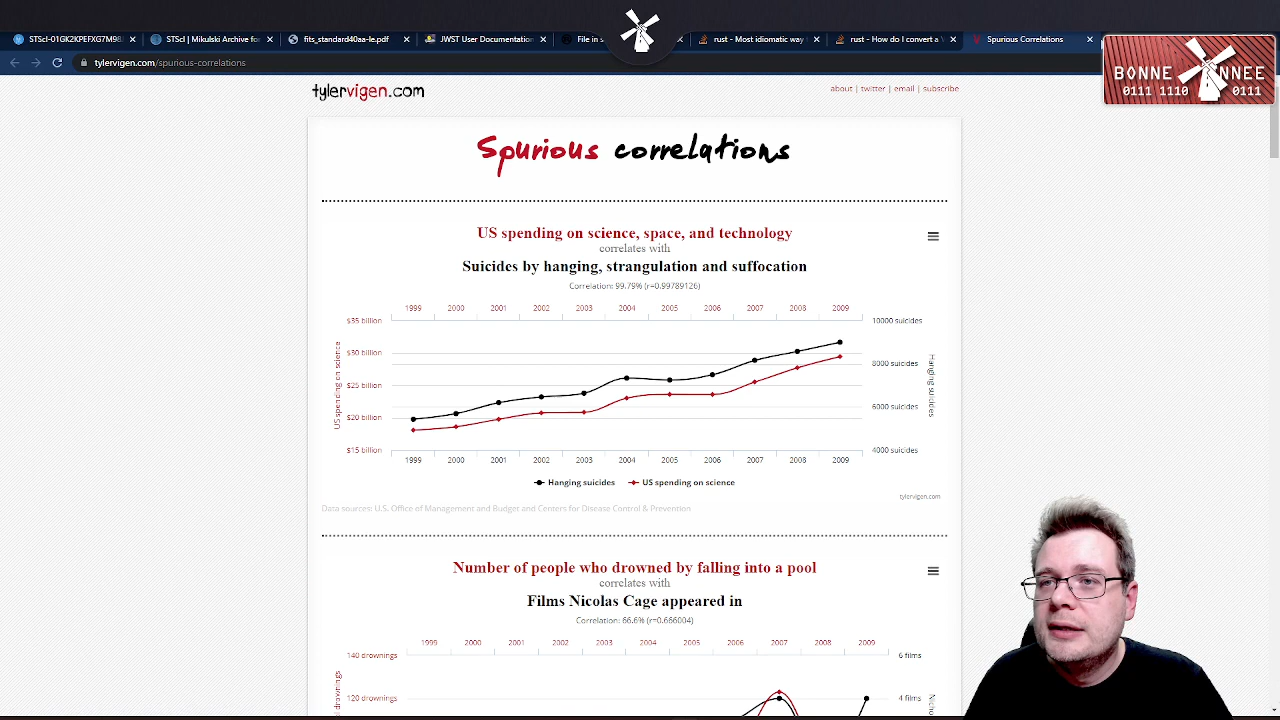 STScI-01GK2KPEFXG7M98
STScI | Mikulski Archive fo
fits_standard40aa-le.pdf
JWST User Documentation
File in s
rust - Most idiomatic way
rust - How do I convert a
Spurious Correlations
tylervigen.com/spurious-correlations
BONNE NNEE
0111 1110 0111
tylervigen.com
about | twitter | email | subscribe
Spurious correlations
US spending on science, space, and technology
correlates with
Suicides by hanging, strangulation and suffocation
Correlation: 99.79% (r=0.99789126)
1999 2000 2001 2002 2003 2004 2005 2006 2007 2008 2009
$35 billion 10000 suicides
$30 billion
8000 suicides
$25 billion
6000 suicides
$20 billion
$15 billion 4000 suicides
US spending on science
Hanging suicides
1999 2000 2001 2002 2003 2004 2005 2006 2007 2008 2009
Hanging suicides US spending on science
tylervigen.com
Data sources: U.S. Office of Management and Budget and Centers for Disease Control & Prevention
Number of people who drowned by falling into a pool
correlates with
Films Nicolas Cage appeared in
Correlation: 66.6% (r=0.666004)
1999 2000 2001 2002 2003 2004 2005 2006 2007 2008 2009
140 drownings 6 films
120 drownings 4 films